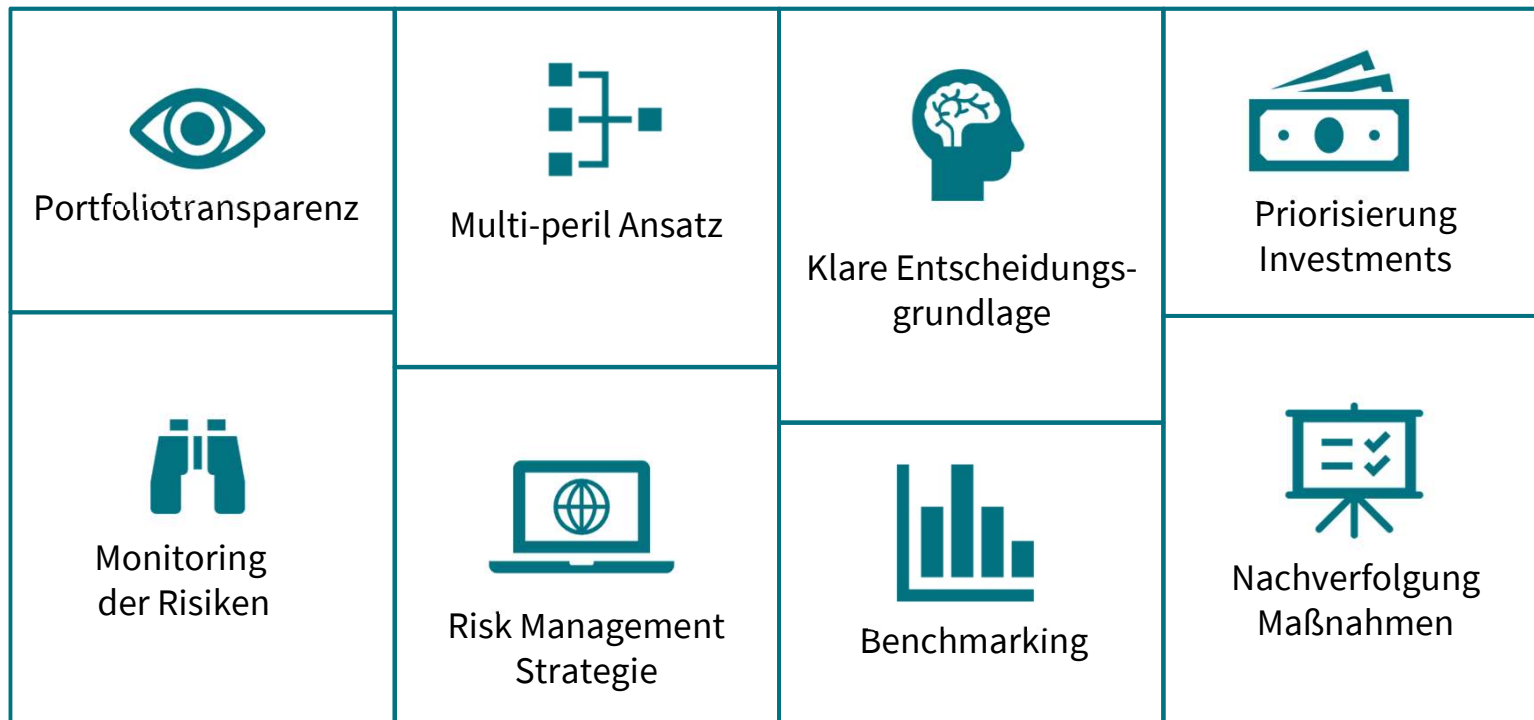 Portfoliotransparenz
Multi-peril Ansatz
Klare Entscheidungs-
grundlage
Priorisierung
Investments
Monitoring
der Risiken
Risk Management
Strategie
Benchmarking
Nachverfolgung
Maßnahmen